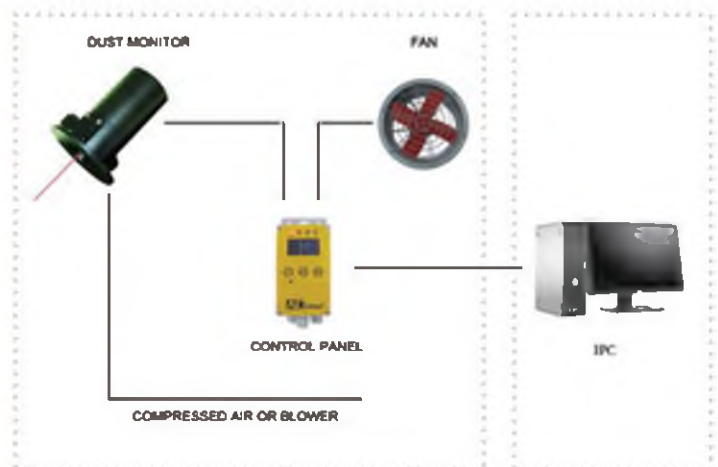 DUST MONITOR
FAN
CONTROL PANEL
IPC
COMPRESSED AIR OR BLOWER